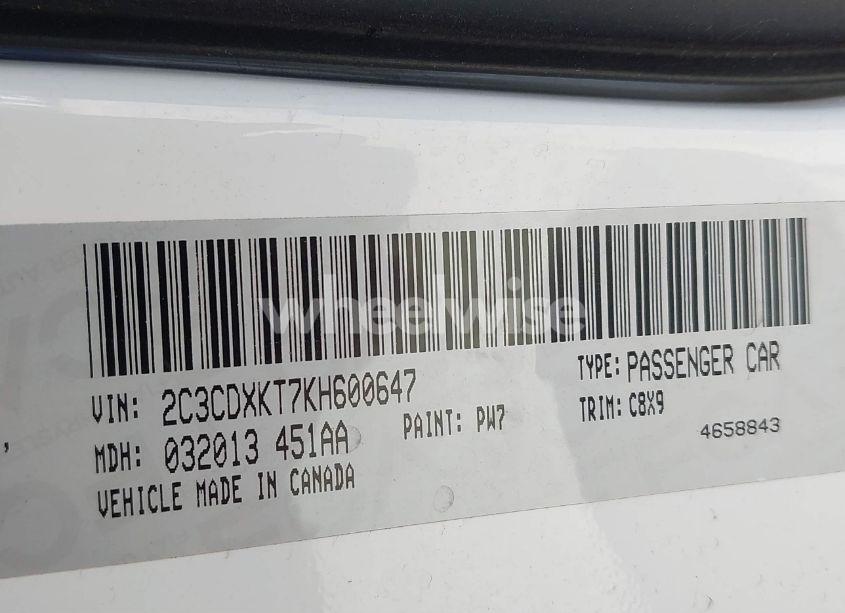 wheelwise
VIN: 2C3CDXKT7KH600647
TYPE: PASSENGER CAR
MDH: 032013 451AA
PAINT: PW7
TRIM: C8X9
4658843
VEHICLE MADE IN CANADA